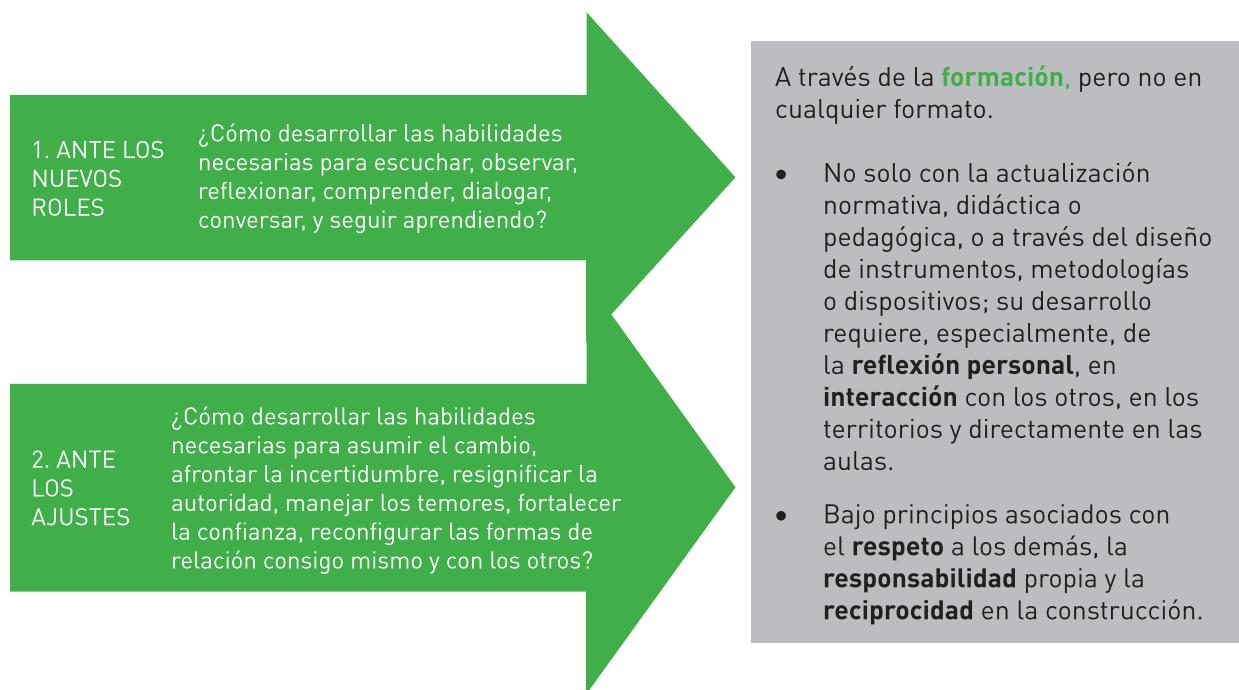 1. ANTE LOS
NUEVOS
ROLES
¿Cómo desarrollar las habilidades
necesarias para escuchar, observar,
reflexionar, comprender, dialogar,
conversar, y seguir aprendiendo?
2. ANTE
LOS
AJUSTES
¿Cómo desarrollar las habilidades
necesarias para asumir el cambio,
afrontar la incertidumbre, resignificar la
autoridad, manejar los temores, fortalecer
la confianza, reconfigurar las formas de
relación consigo mismo y con los otros?
A través de la formación, pero no en
cualquier formato.
• No solo con la actualización
normativa, didáctica o
pedagógica, o a través del diseño
de instrumentos, metodologías
o dispositivos; su desarrollo
requiere, especialmente, de
la reflexión personal, en
interacción con los otros, en los
territorios y directamente en las
aulas.
• Bajo principios asociados con
el respeto a los demás, la
responsabilidad propia y la
reciprocidad en la construcción.